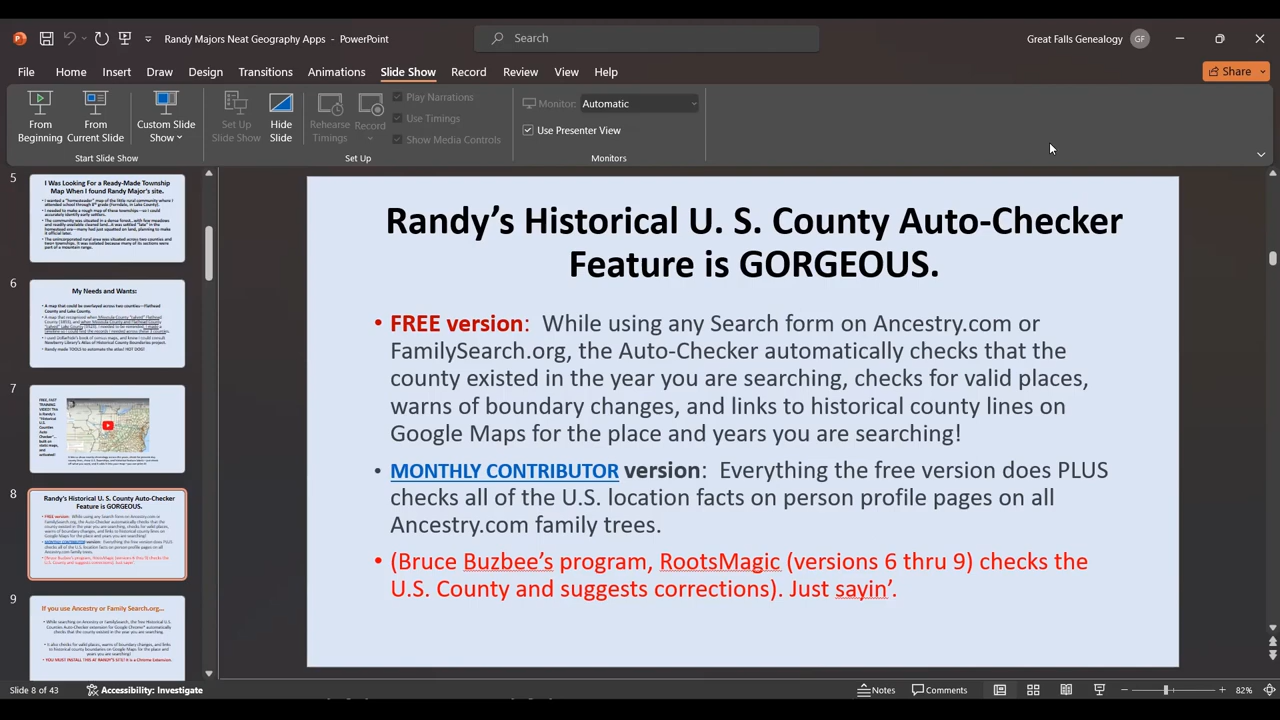 Randy Majors Neat Geography Apps - PowerPoint
Search
Great Falls Genealogy GF
File Home Insert Draw Design Transitions Animations Slide Show Record Review View Help
Share
From Beginning
From Current Slide
Custom Slide Show
Set Up Slide Show
Hide Slide
Rehearse Timings
Record
Play Narrations
Use Timings
Show Media Controls
Monitor: Automatic
Use Presenter View
Start Slide Show
Set Up
Monitors
5
I Was Looking For a Ready-Made Township
Map When I found Randy Major's site.
6
My Needs and Wants:
7
8
Randy's Historical U. S. County Auto-Checker
Feature is GORGEOUS.
9
If you use Ancestry or Family Search.org...
Randy's Historical U. S. County Auto-Checker
Feature is GORGEOUS.
• FREE version: While using any Search form on Ancestry.com or
FamilySearch.org, the Auto-Checker automatically checks that the
county existed in the year you are searching, checks for valid places,
warns of boundary changes, and links to historical county lines on
Google Maps for the place and years you are searching!
• MONTHLY CONTRIBUTOR version: Everything the free version does PLUS
checks all of the U.S. location facts on person profile pages on all
Ancestry.com family trees.
• (Bruce Buzbee's program, RootsMagic (versions 6 thru 9) checks the
U.S. County and suggests corrections). Just sayin'.
Slide 8 of 43
Accessibility: Investigate
Notes
Comments
82%